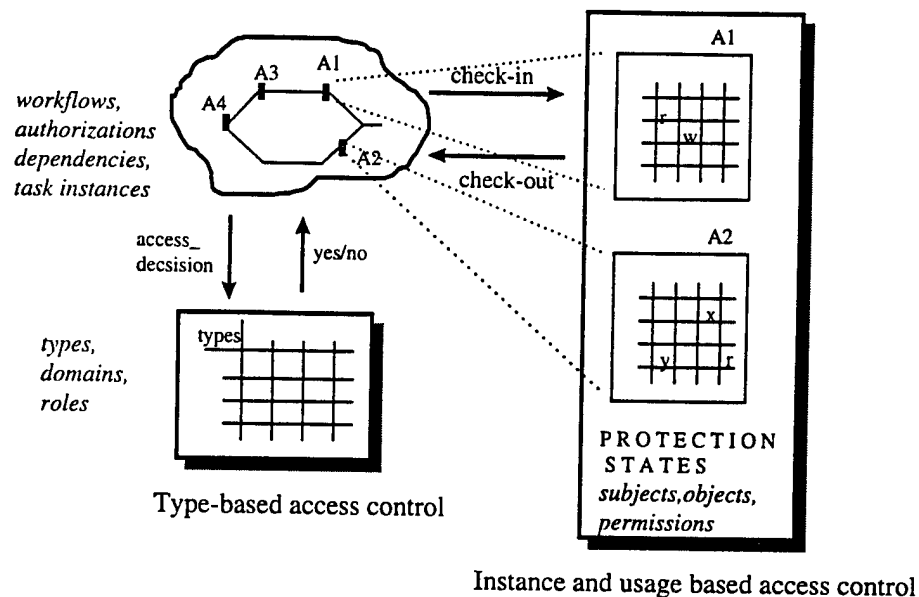 workflows,
authorizations
dependencies,
task instances
A4
A3
A1
A2
check-in
check-out
access_
decsision
yes/no
types,
domains,
roles
types
Type-based access control
A1
r
w
A2
x
y
r
PROTECTION
STATES
subjects,objects,
permissions
Instance and usage based access control